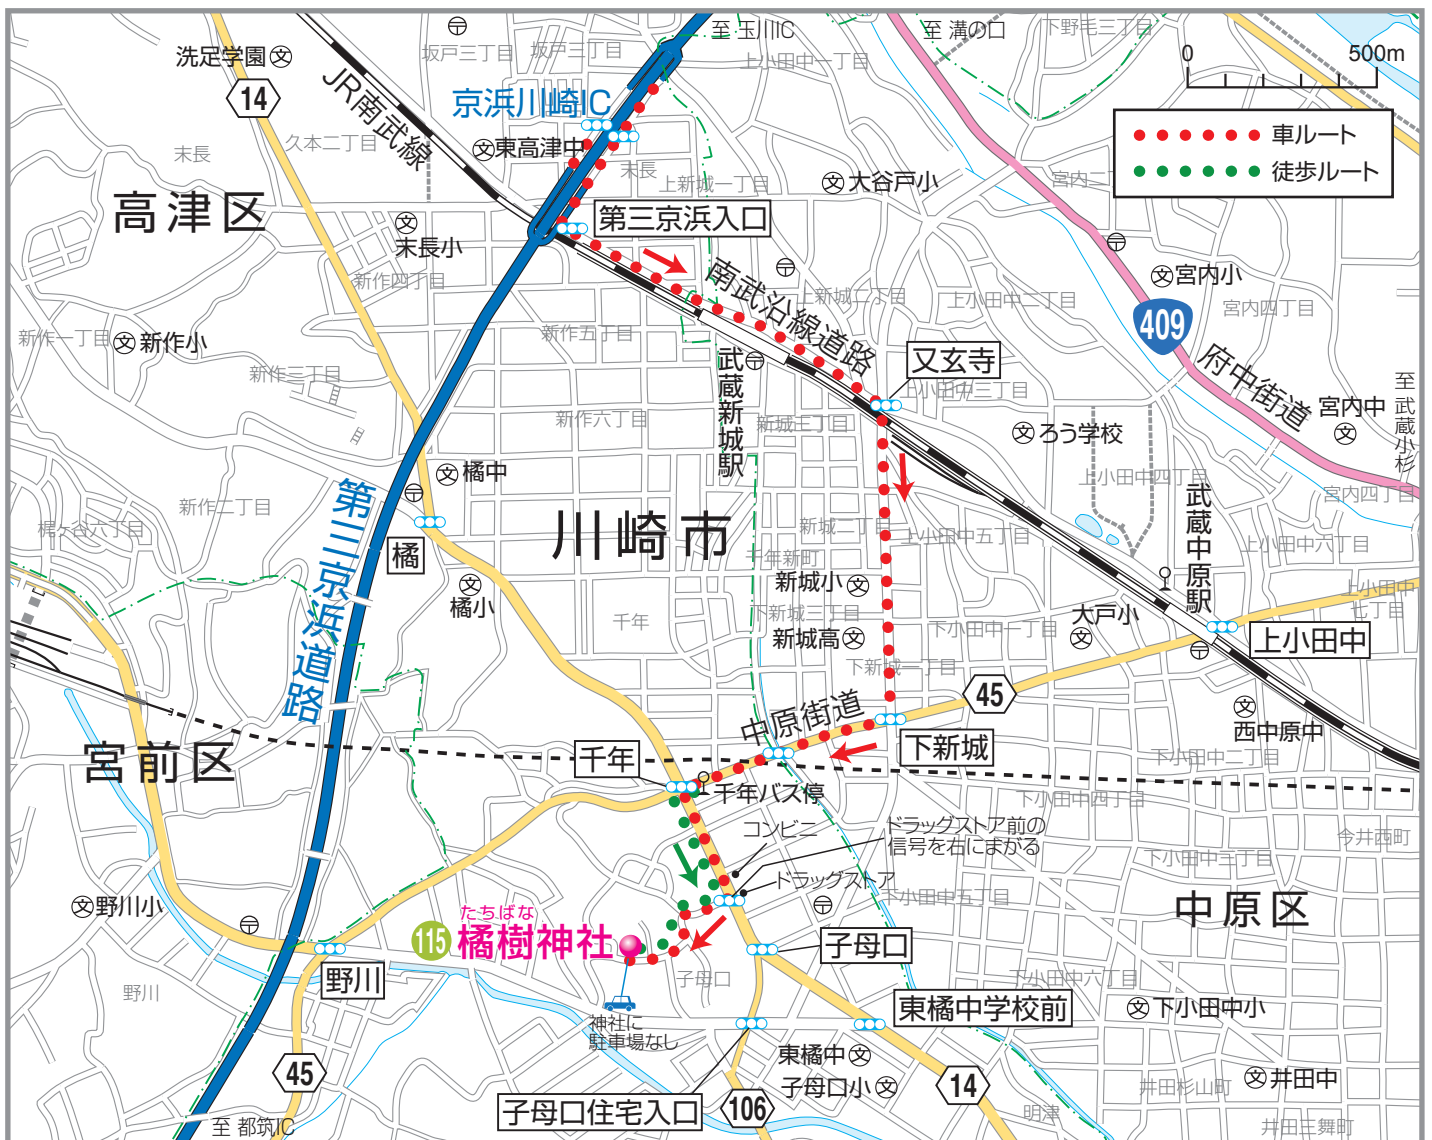 至 玉川IC
至 溝の口
下野毛三丁目
洗足学園
坂戸三丁目
坂戸三丁目
上小田中一丁目
0
500m
14
JR南武線
京浜川崎IC
車ルート
徒歩ルート
久本二丁目
末長
東高津中
末長
上新城一丁目
大谷戸小
高津区
第三京浜入口
末長小
新作四丁目
南武沿線道路
上新城二丁目
上小田中二丁目
宮内小
宮内四丁目
409
新作一丁目
新作小
新作五丁目
新作三丁目
武蔵新城駅
又玄寺
上小田中三丁目
府中街道
至 武蔵小杉
宮内中
新作六丁目
新城三丁目
ろう学校
橘中
上小田中四丁目
宮内四丁目
新作二丁目
梶ヶ谷六丁目
第三京浜道路
川崎市
新城二丁目
上小田中五丁目
武蔵中原駅
上小田中六丁目
橘
千年新町
新城小
橘小
千年
下新城三丁目
新城高
下小田中一丁目
大戸小
上小田中七丁目
上小田中
下新城一丁目
45
中原街道
下新城
西中原中
宮前区
千年
下小田中二丁目
千年バス停
下小田中四丁目
コンビニ
ドラッグストア前の
信号を右にまがる
今井西町
下小田中三丁目
ドラッグストア
下小田中五丁目
中原区
野川小
たちばな
115
橘樹神社
子母口
野川
子母口
下小田中六丁目
野川
神社に
駐車場なし
東橘中学校前
下小田中小
東橘中
子母口小
45
14
井田中
井田杉山町
子母口住宅入口
106
明津
井田三舞町
至 都筑IC